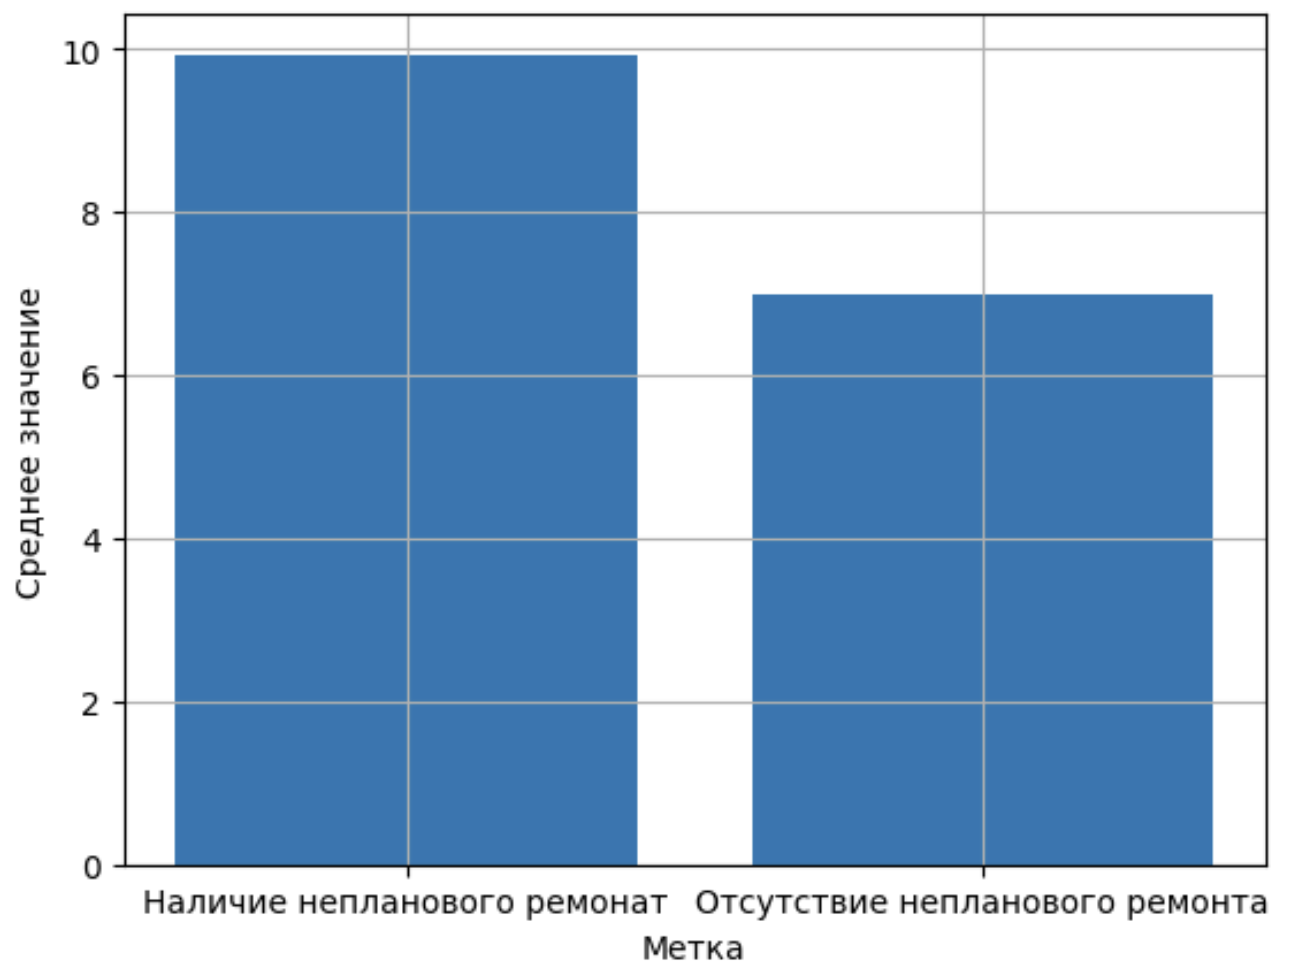 10
8
6
4
2
0
Среднее значение
Наличие непланового ремонат
Отсутствие непланового ремонта
Метка